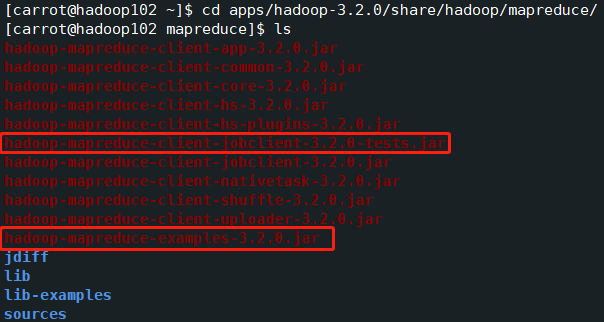 [carrot@hadoop102 ~]$ cd apps/hadoop-3.2.0/share/hadoop/mapreduce/
[carrot@hadoop102 mapreduce]$ ls
hadoop-mapreduce-client-app-3.2.0.jar
hadoop-mapreduce-client-common-3.2.0.jar
hadoop-mapreduce-client-core-3.2.0.jar
hadoop-mapreduce-client-hs-3.2.0.jar
hadoop-mapreduce-client-hs-plugins-3.2.0.jar
hadoop-mapreduce-client-jobclient-3.2.0-tests.jar
hadoop-mapreduce-client-jobclient-3.2.0.jar
hadoop-mapreduce-client-nativetask-3.2.0.jar
hadoop-mapreduce-client-shuffle-3.2.0.jar
hadoop-mapreduce-client-uploader-3.2.0.jar
hadoop-mapreduce-examples-3.2.0.jar
jdiff
lib
lib-examples
sources